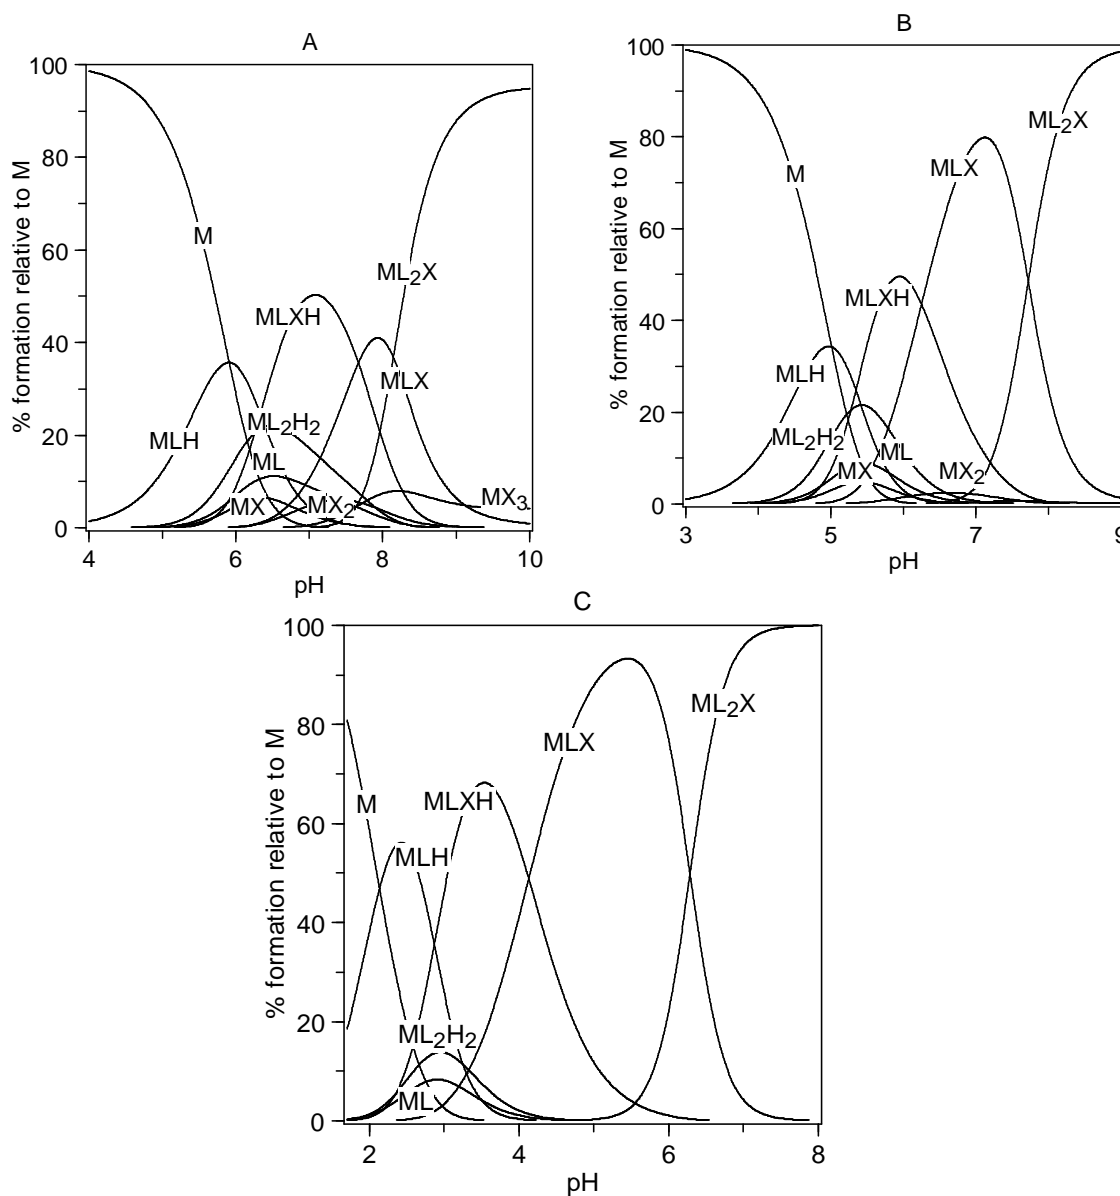 A
% formation relative to M
100
80
60
40
20
0
M
MLH
MLXH
ML2H2
ML
MX
MX2
MLX
ML2X
MX3
4
6
8
10
pH
B
% formation relative to M
100
80
60
40
20
0
M
MLH
ML2H2
MLXH
MX
ML
MX2
MLX
ML2X
3
5
7
9
pH
C
% formation relative to M
100
80
60
40
20
0
M
MLH
MLXH
ML2H2
ML
MLX
ML2X
2
4
6
8
pH